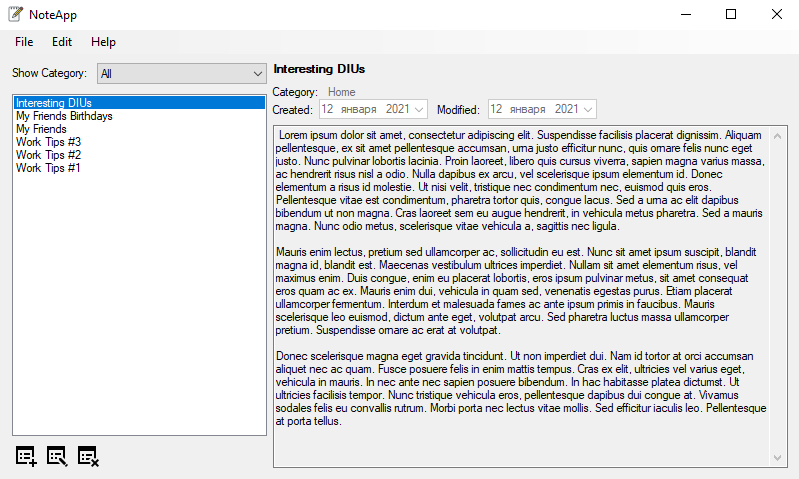 NoteApp
File Edit Help
Show Category: All
Interesting DIUs
My Friends Birthdays
My Friends
Work Tips #3
Work Tips #2
Work Tips #1
Interesting DIUs
Category: Home
Created: 12 января 2021 Modified: 12 января 2021
Lorem ipsum dolor sit amet, consectetur adipiscing elit. Suspendisse facilisis placerat dignissim. Aliquam
pellentesque, ex sit amet pellentesque accumsan, urna justo efficitur nunc, quis ornare felis nunc eget
justo. Nunc pulvinar lobortis lacinia. Proin laoreet, libero quis cursus viverra, sapien magna varius massa,
ac hendrerit risus nisl a odio. Nulla dapibus ex arcu, vel scelerisque ipsum elementum id. Donec
elementum a risus id molestie. Ut nisi velit, tristique nec condimentum nec, euismod quis eros.
Pellentesque vitae est condimentum, pharetra tortor quis, congue lacus. Sed a urna ac elit dapibus
bibendum ut non magna. Cras laoreet sem eu augue hendrerit, in vehicula metus pharetra. Sed a mauris
magna. Nunc odio metus, scelerisque vitae vehicula a, sagittis nec ligula.
Mauris enim lectus, pretium sed ullamcorper ac, sollicitudin eu est. Nunc sit amet ipsum suscipit, blandit
magna id, blandit est. Maecenas vestibulum ultrices imperdiet. Nullam sit amet elementum risus, vel
maximus enim. Duis congue, enim eu placerat lobortis, eros ipsum pulvinar metus, sit amet consequat
eros quam ac ex. Mauris enim dui, vehicula in quam sed, venenatis egestas purus. Etiam placerat
ullamcorper fermentum. Interdum et malesuada fames ac ante ipsum primis in faucibus. Mauris
scelerisque leo euismod, dictum ante eget, volutpat arcu. Sed pharetra luctus massa ullamcorper
pretium. Suspendisse ornare ac erat at volutpat.
Donec scelerisque magna eget gravida tincidunt. Ut non imperdiet dui. Nam id tortor at orci accumsan
aliquet nec ac quam. Fusce posuere felis in enim mattis tempus. Cras ex elit, ultricies vel varius eget,
vehicula in mauris. In nec ante nec sapien posuere bibendum. In hac habitasse platea dictumst. Ut
ultricies facilisis tempor. Nunc tristique vehicula eros, pellentesque dapibus dui congue at. Vivamus
sodales felis eu convallis rutrum. Morbi porta nec lectus vitae mollis. Sed efficitur iaculis leo. Pellentesque
at porta tellus.